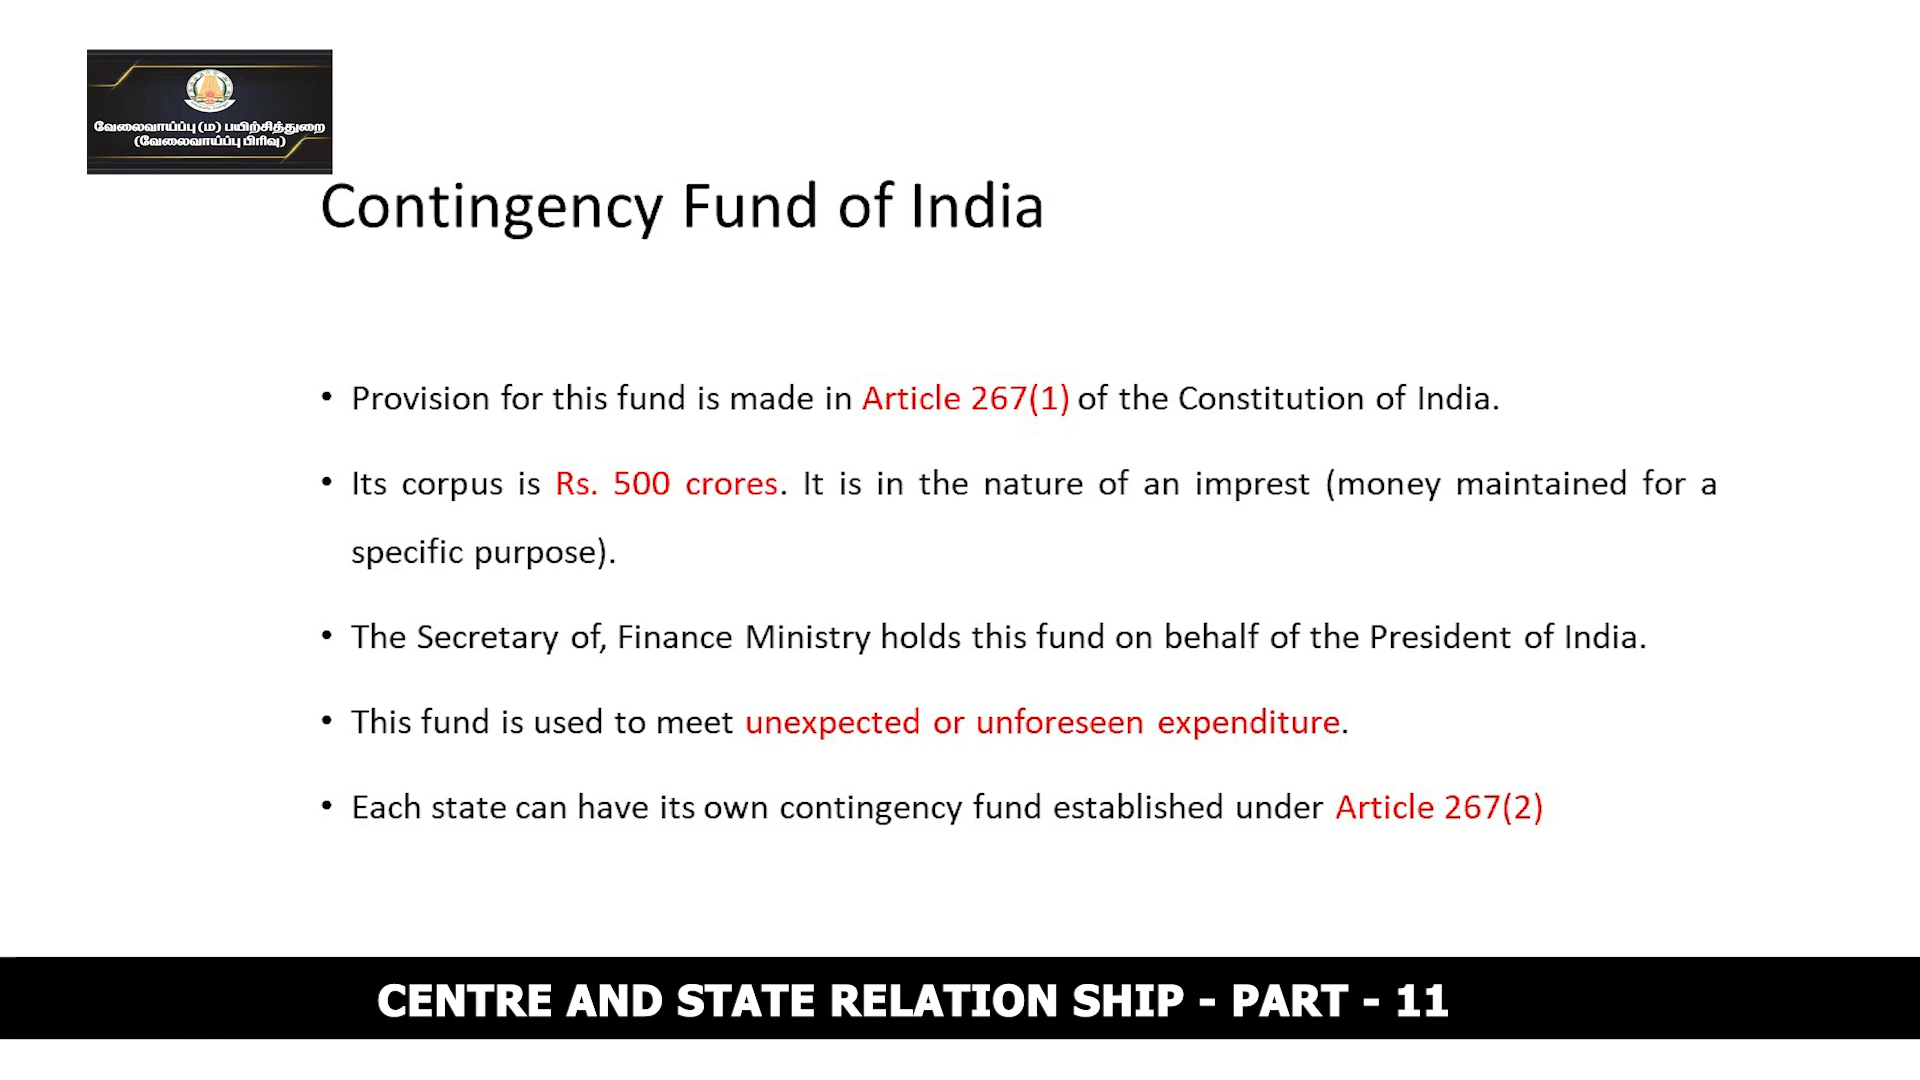 வேலைவாய்ப்பு (ம) பயிற்சித்துறை
(வேலைவாய்ப்பு பிரிவு)
Contingency Fund of India
• Provision for this fund is made in Article 267(1) of the Constitution of India.
• Its corpus is Rs. 500 crores. It is in the nature of an imprest (money maintained for a
specific purpose).
• The Secretary of, Finance Ministry holds this fund on behalf of the President of India.
• This fund is used to meet unexpected or unforeseen expenditure.
• Each state can have its own contingency fund established under Article 267(2)
CENTRE AND STATE RELATION SHIP - PART - 11